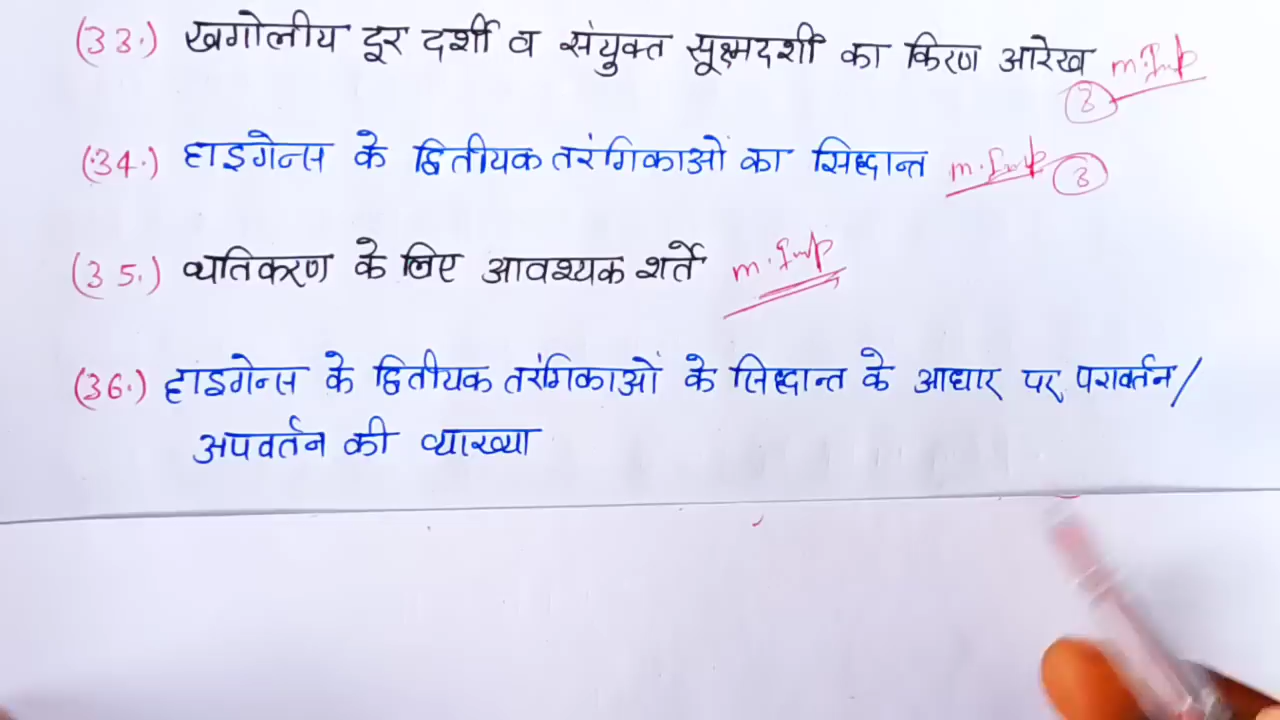 (33.) खगोलीय दूर दर्शी व संयुक्त सूक्ष्मदर्शी का किरण आरेख m.Imp
3
(34.) हाइगेन्स के द्वितीयक तरंगिकाओं का सिद्धान्त m.Imp 3
(35.) व्यतिकरण के लिए आवश्यक शर्ते m.Imp
(36.) हाइगेन्स के द्वितीयक तरंगिकाओं के सिद्धान्त के आधार पर परावर्तन/
अपवर्तन की व्याख्या